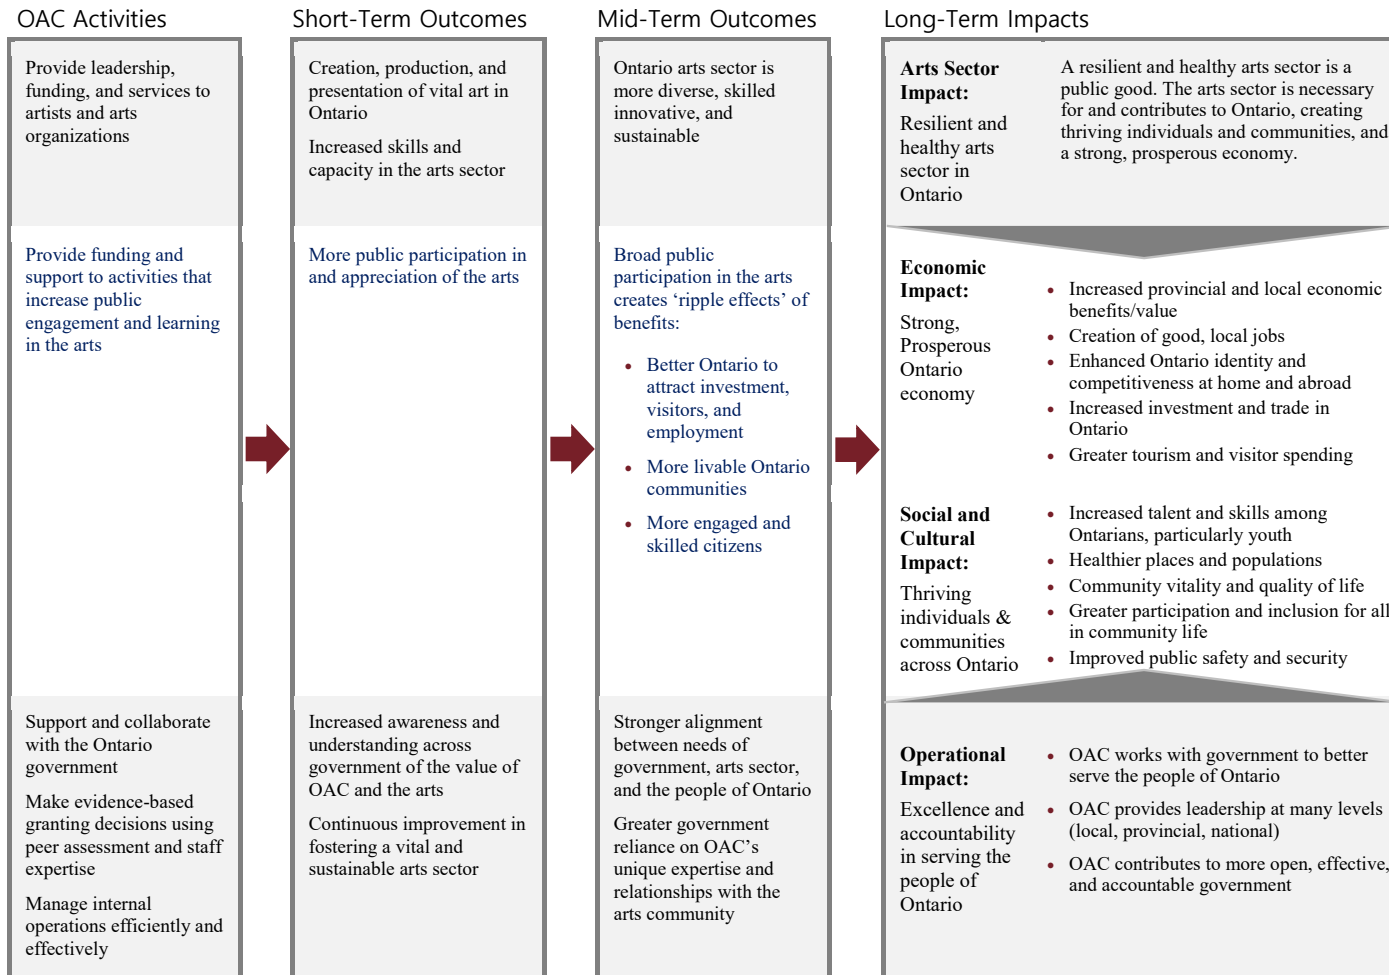 OAC Activities
Short-Term Outcomes
Mid-Term Outcomes
Long-Term Impacts
Provide leadership,
funding, and services to
artists and arts
organizations
Creation, production, and
presentation of vital art in
Ontario
Increased skills and
capacity in the arts sector
Ontario arts sector is
more diverse, skilled
innovative, and
sustainable
Arts Sector
Impact:
Resilient and
healthy arts
sector in
Ontario
A resilient and healthy arts sector is a
public good. The arts sector is necessary
for and contributes to Ontario, creating
thriving individuals and communities, and
a strong, prosperous economy.
Provide funding and
support to activities that
increase public
engagement and learning
in the arts
More public participation in
and appreciation of the arts
Broad public
participation in the arts
creates ‘ripple effects’ of
benefits:
• Better Ontario to
attract investment,
visitors, and
employment
• More livable Ontario
communities
• More engaged and
skilled citizens
Economic
Impact:
Strong,
Prosperous
Ontario
economy
• Increased provincial and local economic
benefits/value
• Creation of good, local jobs
• Enhanced Ontario identity and
competitiveness at home and abroad
• Increased investment and trade in
Ontario
• Greater tourism and visitor spending
Social and
Cultural
Impact:
Thriving
individuals &
communities
across Ontario
• Increased talent and skills among
Ontarians, particularly youth
• Healthier places and populations
• Community vitality and quality of life
• Greater participation and inclusion for all
in community life
• Improved public safety and security
Support and collaborate
with the Ontario
government
Make evidence-based
granting decisions using
peer assessment and staff
expertise
Manage internal
operations efficiently and
effectively
Increased awareness and
understanding across
government of the value of
OAC and the arts
Continuous improvement in
fostering a vital and
sustainable arts sector
Stronger alignment
between needs of
government, arts sector,
and the people of Ontario
Greater government
reliance on OAC’s
unique expertise and
relationships with the
arts community
Operational
Impact:
Excellence and
accountability
in serving the
people of
Ontario
• OAC works with government to better
serve the people of Ontario
• OAC provides leadership at many levels
(local, provincial, national)
• OAC contributes to more open, effective,
and accountable government